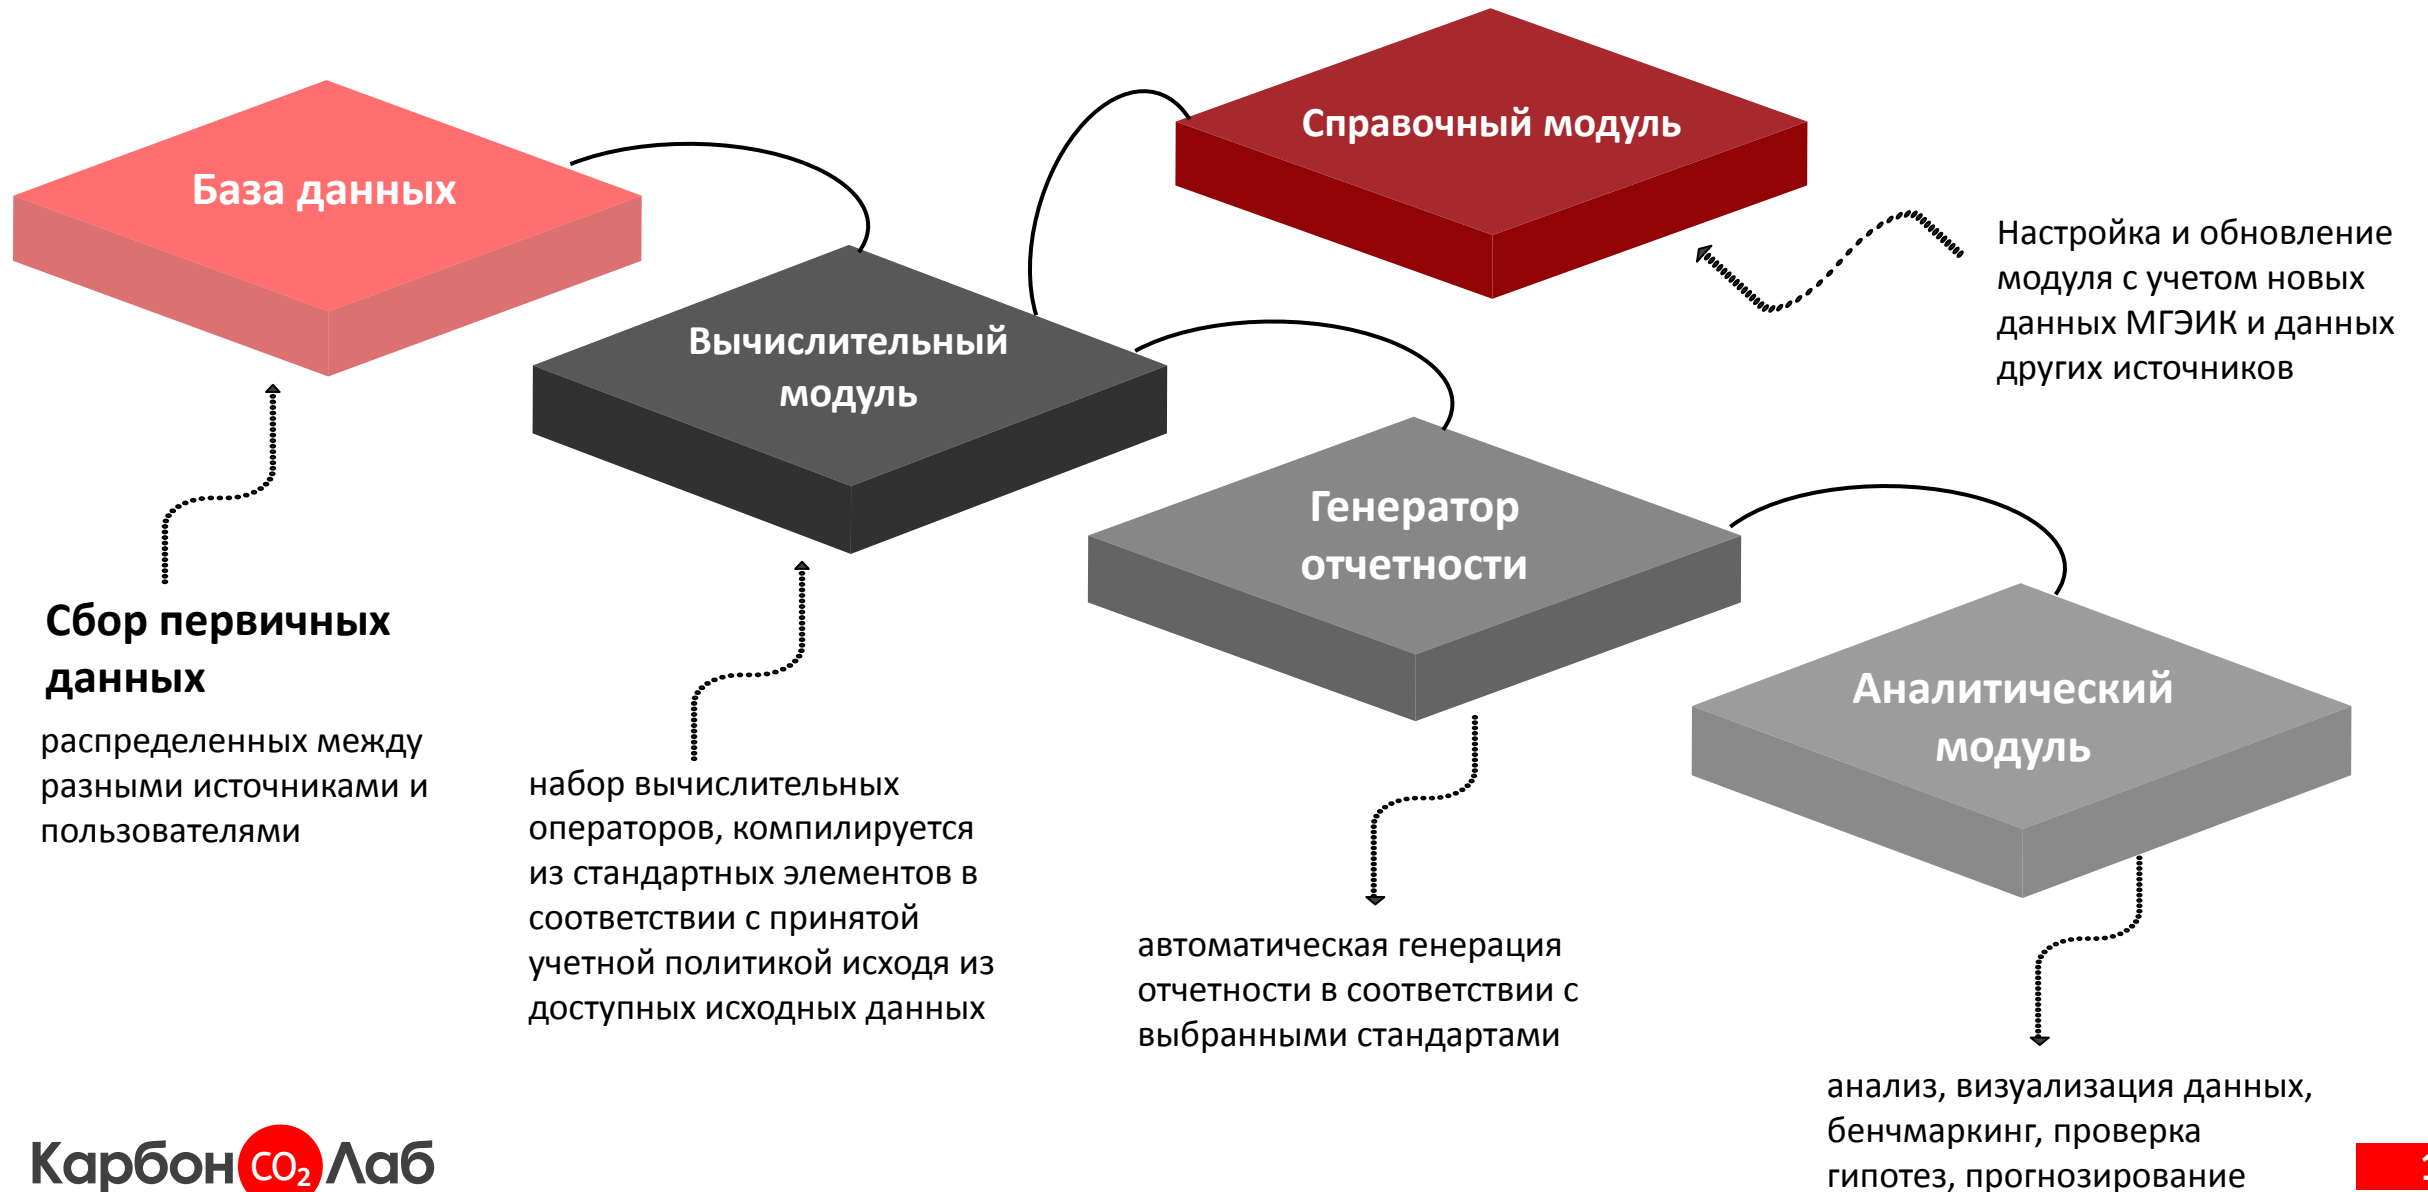 База данных
Справочный модуль
Вычислительный
модуль
Генератор
отчетности
Аналитический
модуль
Настройка и обновление
модуля с учетом новых
данных МГЭИК и данных
других источников
Сбор первичных
данных
распределенных между
разными источниками и
пользователями
набор вычислительных
операторов, компилируется
из стандартных элементов в
соответствии с принятой
учетной политикой исходя из
доступных исходных данных
автоматическая генерация
отчетности в соответствии с
выбранными стандартами
анализ, визуализация данных,
бенчмаркинг, проверка
гипотез, прогнозирование
Карбон CO₂ Лаб